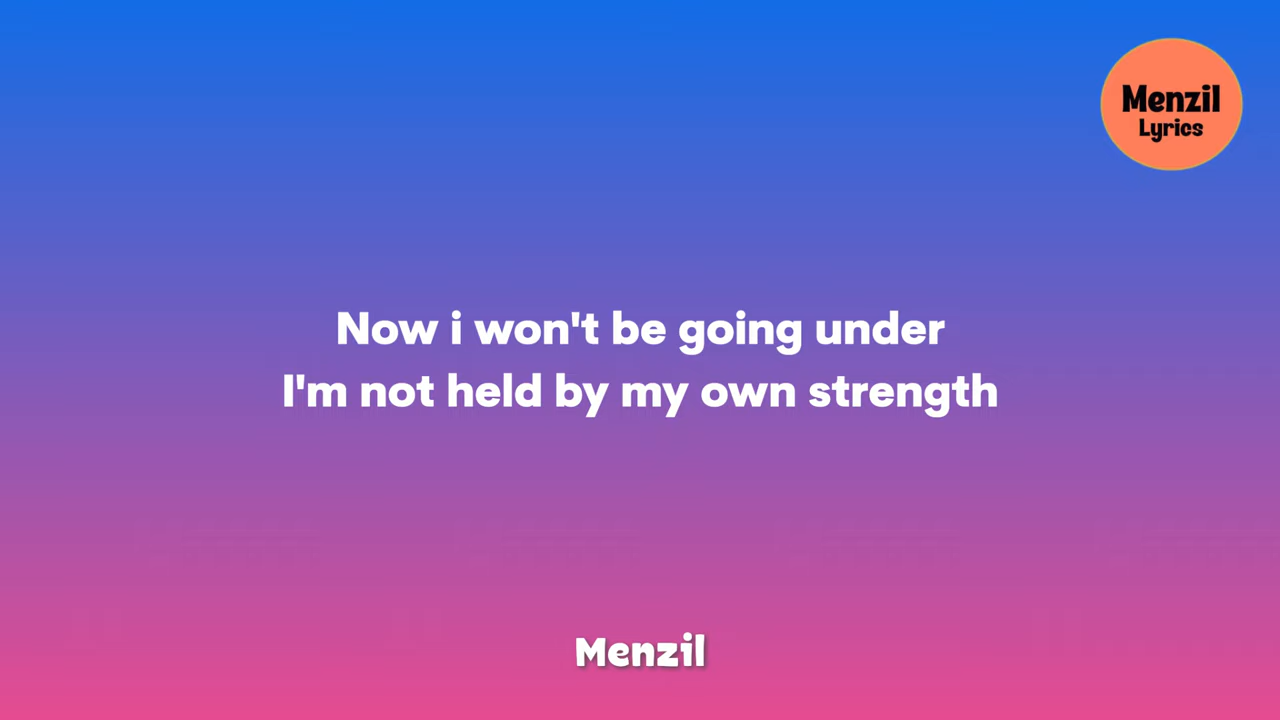 Menzil
Lyrics
Now i won't be going under
I'm not held by my own strength
Menzil